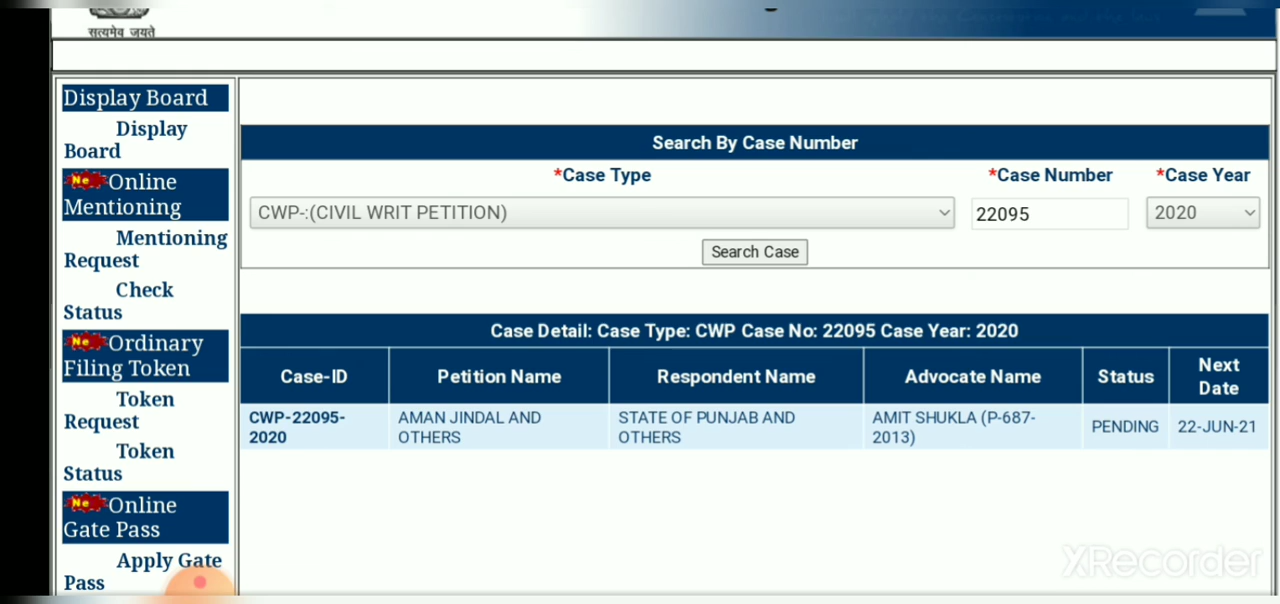 सत्यमेव जयते
Display Board
Display
Board
Online
Mentioning
Mentioning
Request
Check
Status
Ordinary
Filing Token
Token
Request
Token
Status
Online
Gate Pass
Apply Gate
Pass
Search By Case Number
*Case Type *Case Number *Case Year
CWP-:(CIVIL WRIT PETITION) 22095 2020
Search Case
Case Detail: Case Type: CWP Case No: 22095 Case Year: 2020
Case-ID Petition Name Respondent Name Advocate Name Status Next
Date
CWP-22095- AMAN JINDAL AND STATE OF PUNJAB AND AMIT SHUKLA (P-687- PENDING 22-JUN-21
2020 OTHERS OTHERS 2013)
XRecorder